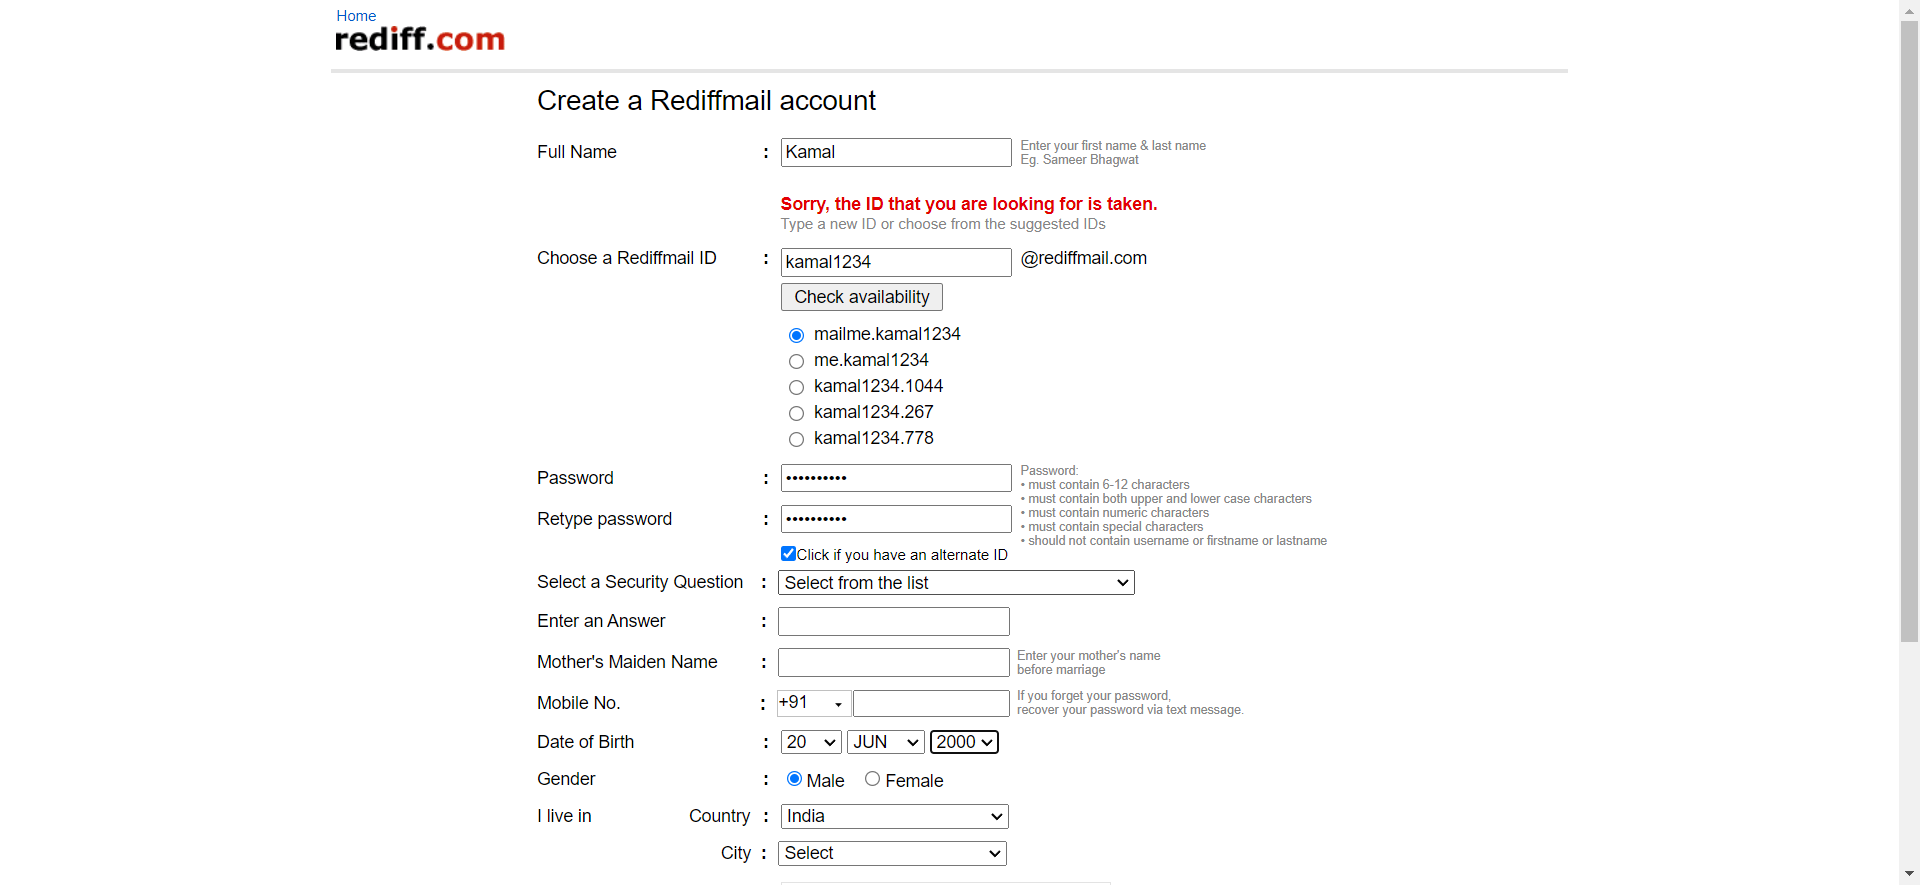 Home
rediff.com
Create a Rediffmail account
Full Name : Kamal Enter your first name & last name
Eg. Sameer Bhagwat
Sorry, the ID that you are looking for is taken.
Type a new ID or choose from the suggested IDs
Choose a Rediffmail ID : kamal1234 @rediffmail.com
Check availability
mailme.kamal1234
me.kamal1234
kamal1234.1044
kamal1234.267
kamal1234.778
Password : •••••••••• Password:
• must contain 6-12 characters
• must contain both upper and lower case characters
Retype password : •••••••••• • must contain numeric characters
• must contain special characters
• should not contain username or firstname or lastname
Click if you have an alternate ID
Select a Security Question : Select from the list
Enter an Answer :
Mother's Maiden Name : Enter your mother's name
before marriage
Mobile No. : +91 If you forget your password,
recover your password via text message.
Date of Birth : 20 JUN 2000
Gender : Male Female
I live in Country : India
City : Select